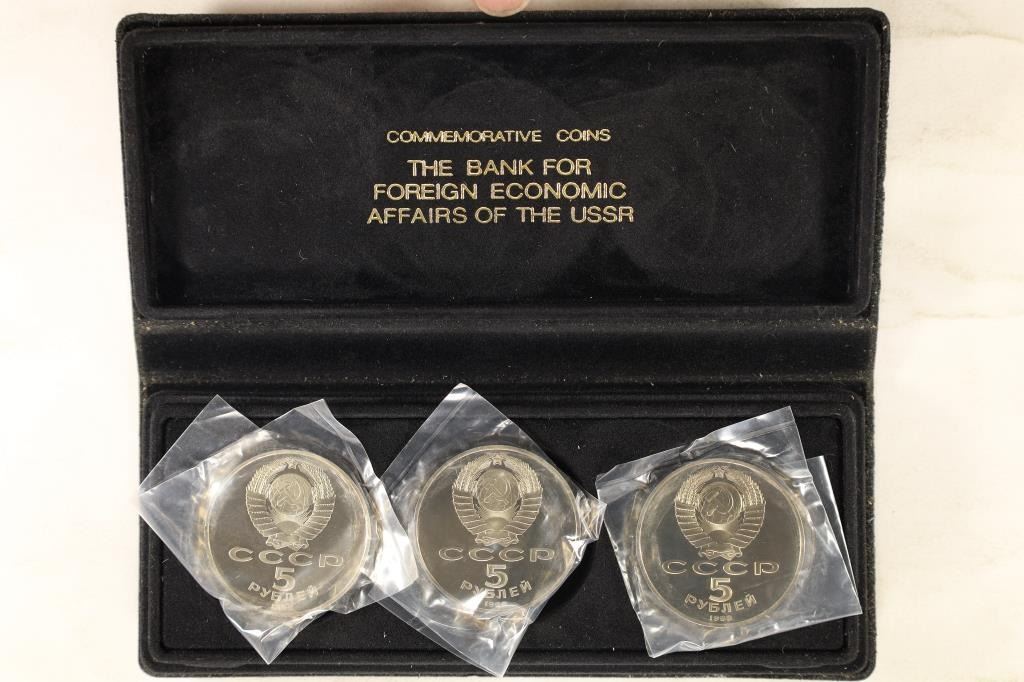 COMMEMORATIVE COINS
THE BANK FOR
FOREIGN ECONOMIC
AFFAIRS OF THE USSR
СССР
5
РУБЛЕЙ
СССР
5
РУБЛЕЙ
СССР
5
РУБЛЕЙ